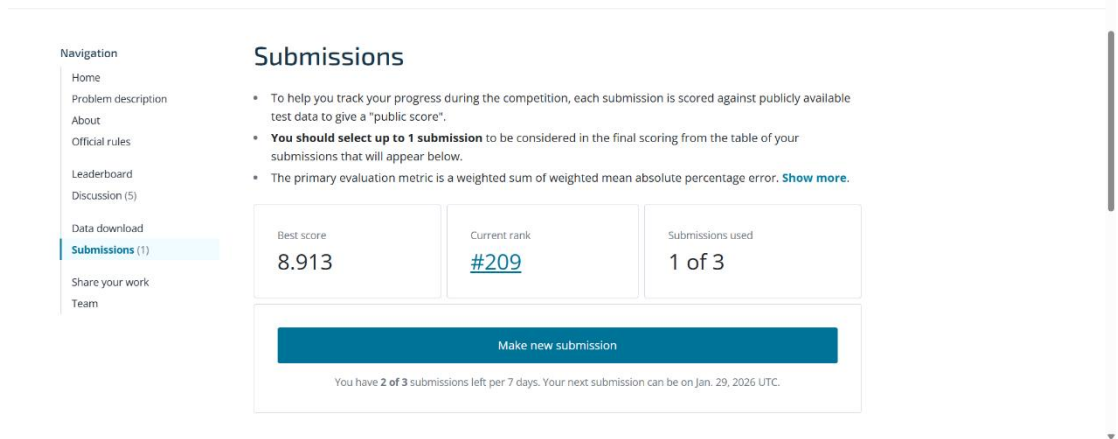 Navigation
Home
Problem description
About
Official rules
Leaderboard
Discussion (5)
Data download
Submissions (1)
Share your work
Team
Submissions
To help you track your progress during the competition, each submission is scored against publicly available
test data to give a "public score".
You should select up to 1 submission to be considered in the final scoring from the table of your
submissions that will appear below.
The primary evaluation metric is a weighted sum of weighted mean absolute percentage error. Show more.
Best score
8.913
Current rank
#209
Submissions used
1 of 3
Make new submission
You have 2 of 3 submissions left per 7 days. Your next submission can be on Jan. 29, 2026 UTC.